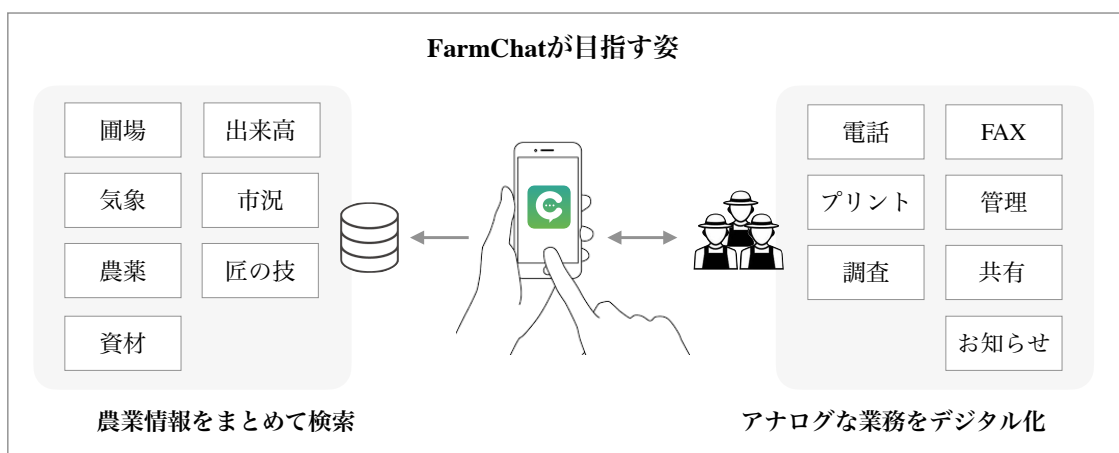 FarmChatが目指す姿
圃場
出来高
気象
市況
農薬
匠の技
資材
農業情報をまとめて検索
電話
FAX
プリント
管理
調査
共有
お知らせ
アナログな業務をデジタル化